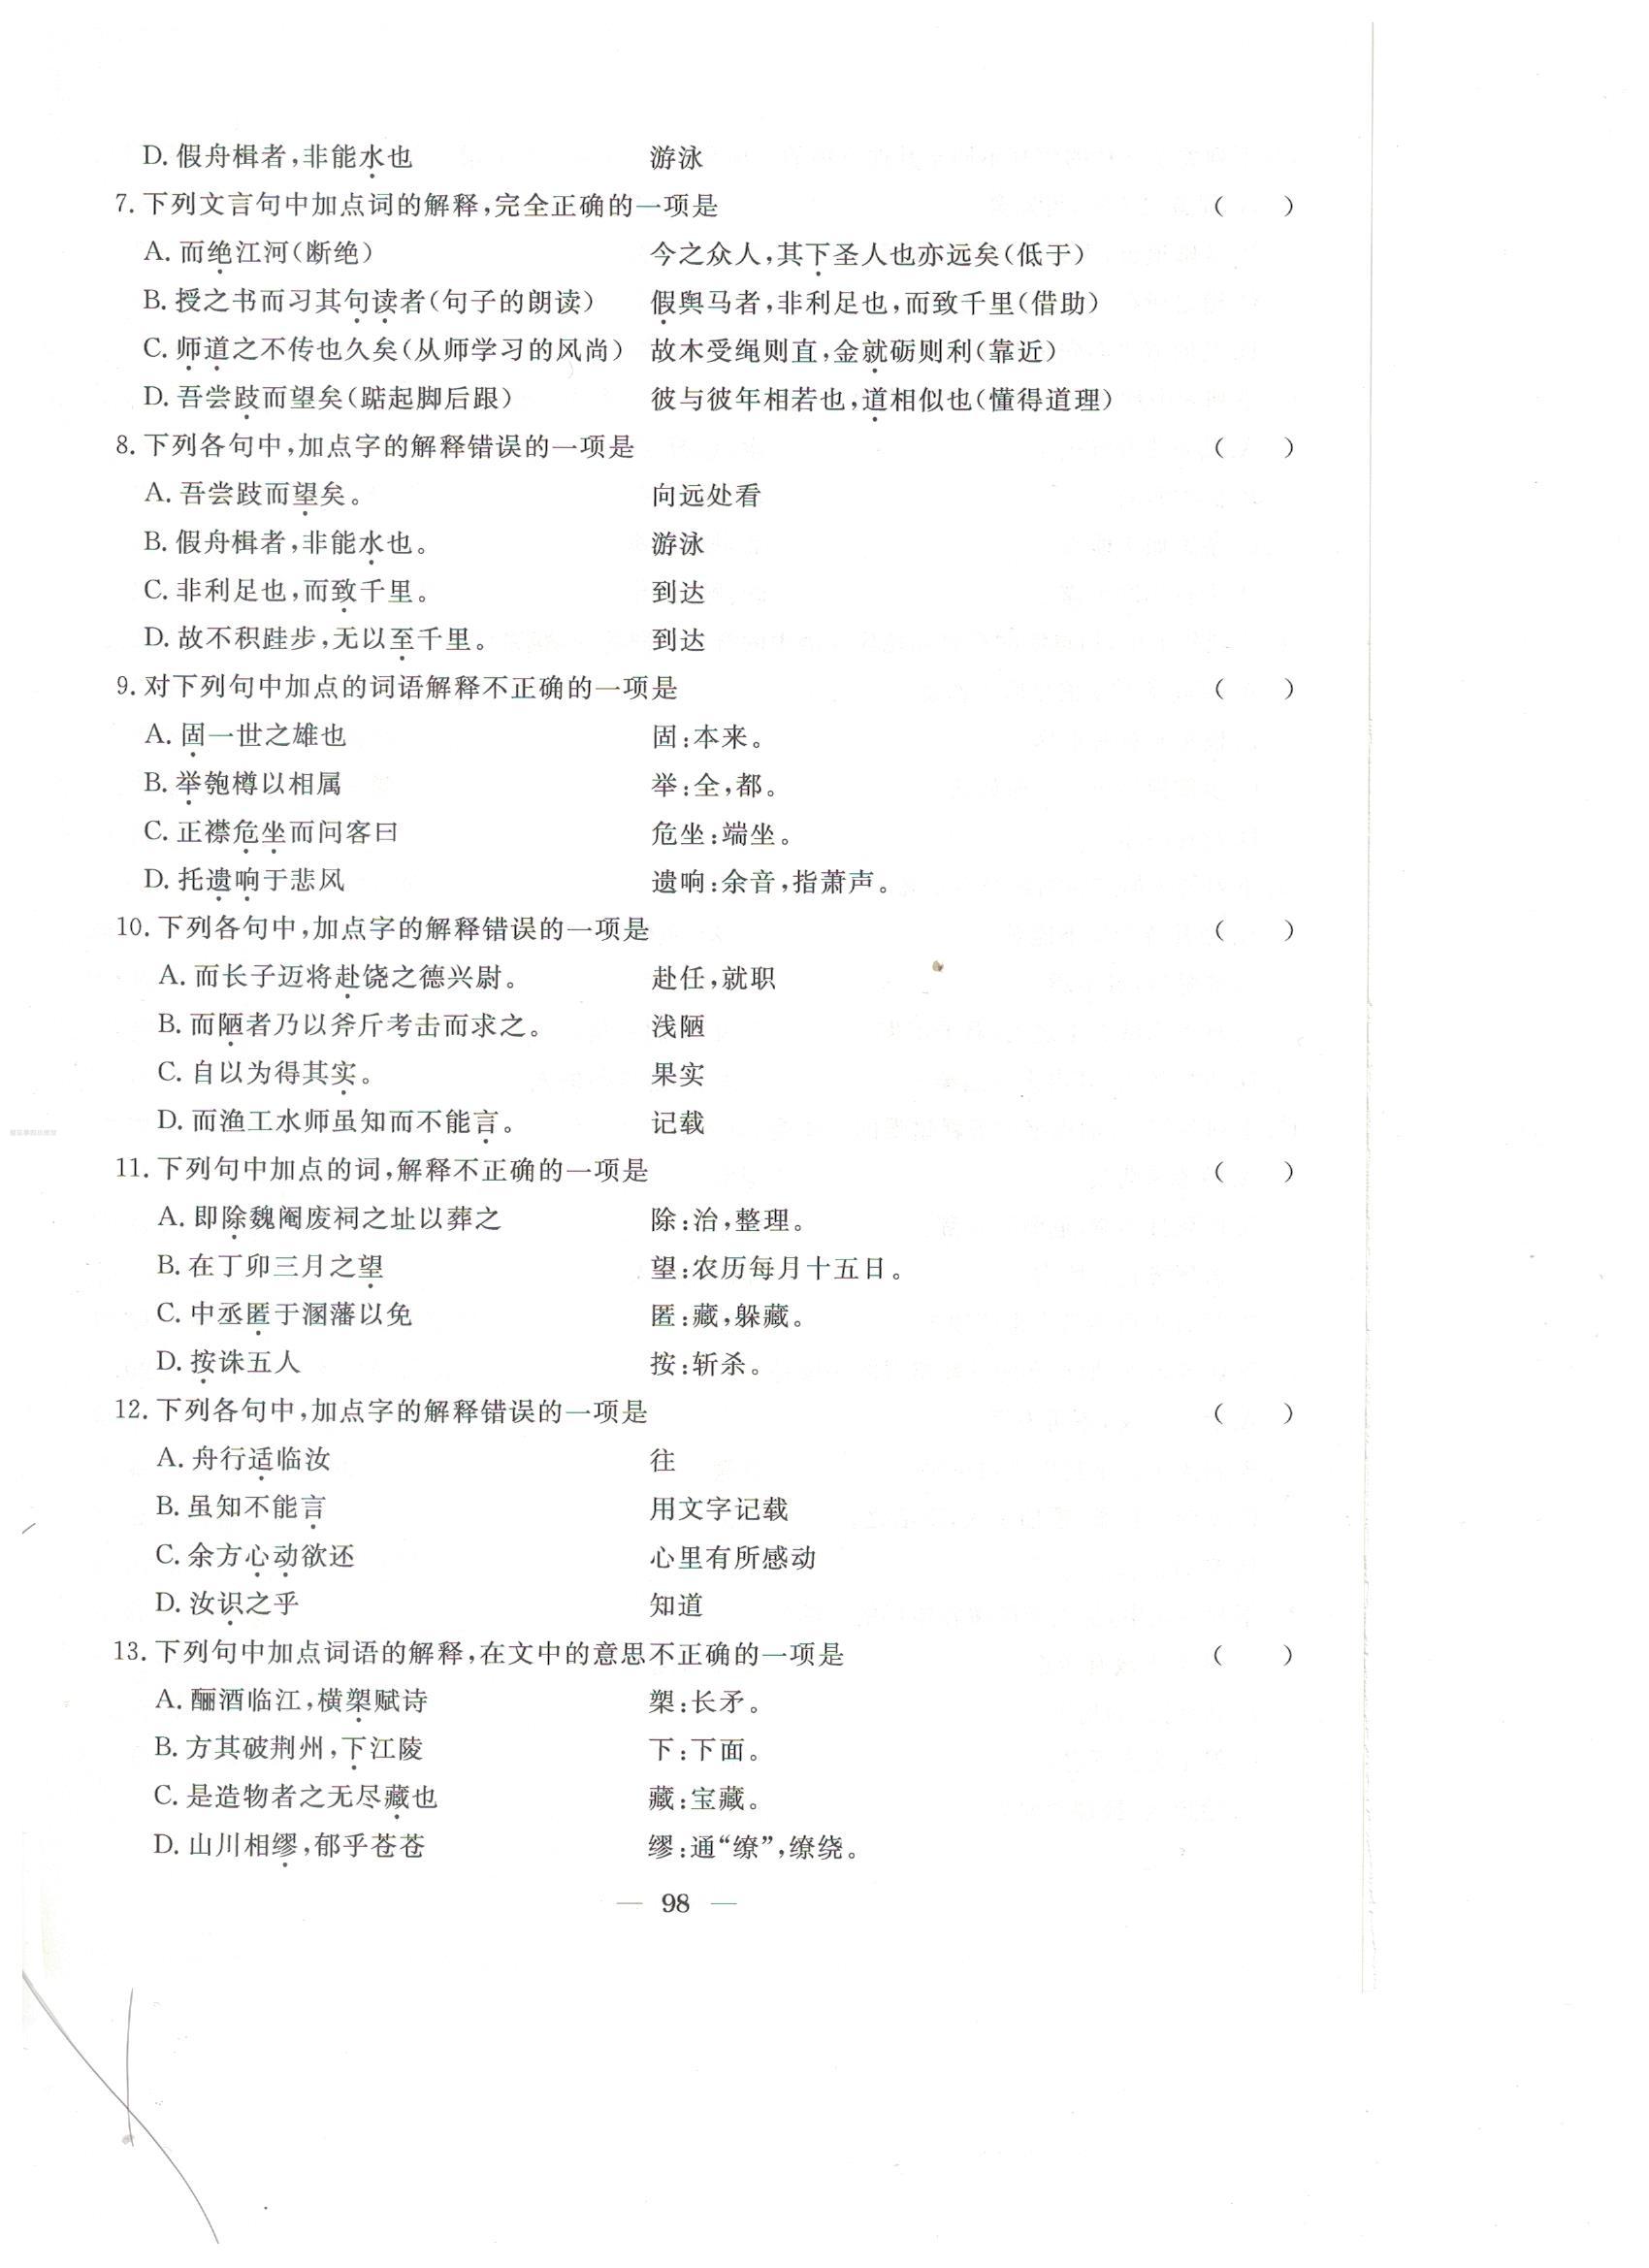 D. 假舟楫者,非能水也 游泳
7. 下列文言句中加点词的解释,完全正确的一项是 ( )
A. 而绝江河(断绝) 今之众人,其下圣人也亦远矣(低于)
B. 授之书而习其句读者(句子的朗读) 假舆马者,非利足也,而致千里(借助)
C. 师道之不传也久矣(从师学习的风尚) 故木受绳则直,金就砺则利(靠近)
D. 吾尝跂而望矣(踮起脚后跟) 彼与彼年相若也,道相似也(懂得道理)
8. 下列各句中,加点字的解释错误的一项是 ( )
A. 吾尝跂而望矣。 向远处看
B. 假舟楫者,非能水也。 游泳
C. 非利足也,而致千里。 到达
D. 故不积跬步,无以至千里。 到达
9. 对下列句中加点的词语解释不正确的一项是 ( )
A. 固一世之雄也 固:本来。
B. 举匏樽以相属 举:全,都。
C. 正襟危坐而问客曰 危坐:端坐。
D. 托遗响于悲风 遗响:余音,指萧声。
10. 下列各句中,加点字的解释错误的一项是 ( )
A. 而长子迈将赴饶之德兴尉。 赴任,就职
B. 而陋者乃以斧斤考击而求之。 浅陋
C. 自以为得其实。 果实
D. 而渔工水师虽知而不能言。 记载
11. 下列句中加点的词,解释不正确的一项是 ( )
A. 即除魏阉废祠之址以葬之 除:治,整理。
B. 在丁卯三月之望 望:农历每月十五日。
C. 中丞匿于溷藩以免 匿:藏,躲藏。
D. 按诛五人 按:斩杀。
12. 下列各句中,加点字的解释错误的一项是 ( )
A. 舟行适临汝 往
B. 虽知不能言 用文字记载
C. 余方心动欲还 心里有所感动
D. 汝识之乎 知道
13. 下列句中加点词语的解释,在文中的意思不正确的一项是 ( )
A. 酾酒临江,横槊赋诗 槊:长矛。
B. 方其破荆州,下江陵 下:下面。
C. 是造物者之无尽藏也 藏:宝藏。
D. 山川相缪,郁乎苍苍 缪:通“缭”,缭绕。
— 98 —